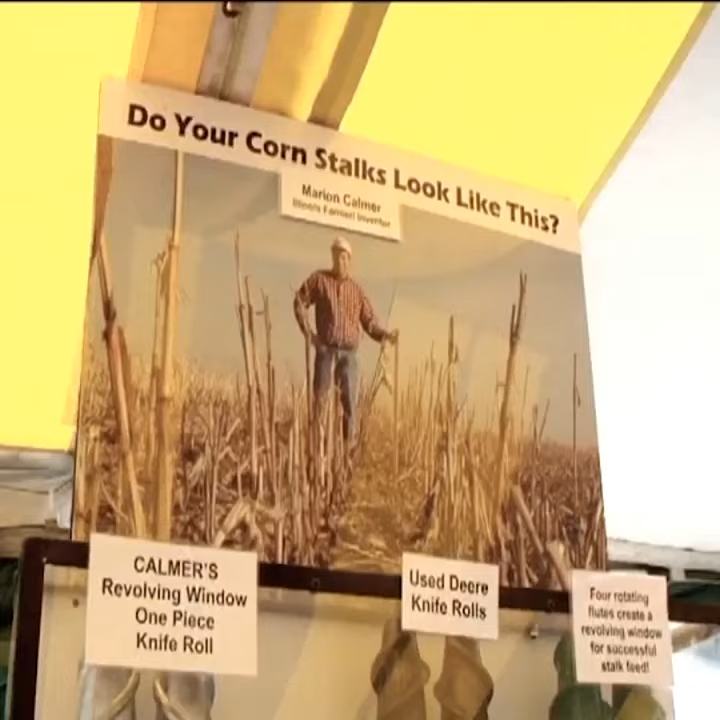 Do Your Corn Stalks Look Like This?
Marion Calmer
Illinois Farmer/ Inventor
CALMER'S
Revolving Window
One Piece
Knife Roll
Used Deere
Knife Rolls
Four rotating
flutes create a
revolving window
for successful
stalk feed!